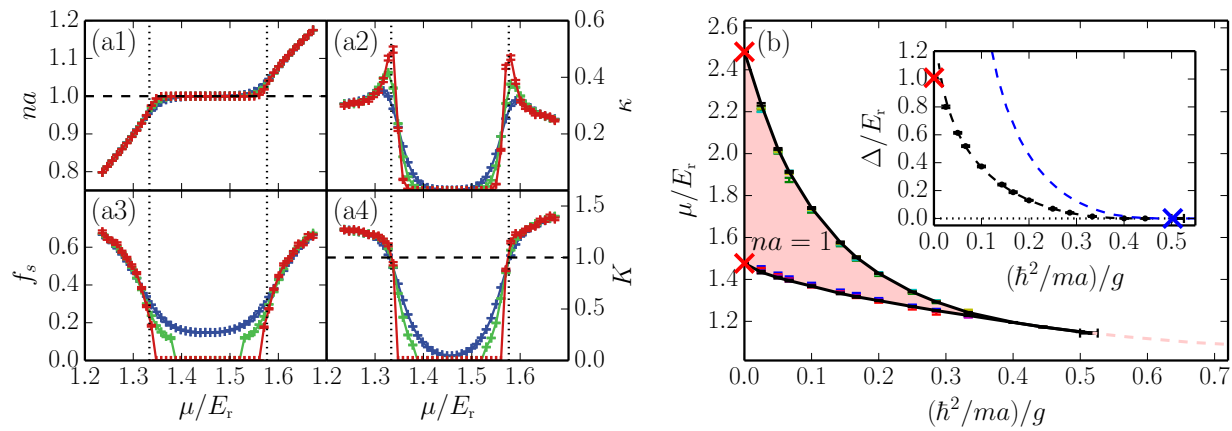 (a1)
na
1.2
1.1
1.0
0.9
0.8
(a2)
0.6
0.4
0.2
κ
(a3)
f_s
0.6
0.4
0.2
0.0
1.2 1.3 1.4 1.5 1.6
μ/E_r
(a4)
1.5
1.0
0.5
0.0
K
1.2 1.3 1.4 1.5 1.6
μ/E_r
(b)
μ/E_r
2.6
2.4
2.2
2.0
1.8
1.6
1.4
1.2
na = 1
0.0 0.1 0.2 0.3 0.4 0.5 0.6 0.7
(ℏ²/ma)/g
Δ/E_r
1.2
1.0
0.8
0.6
0.4
0.2
0.0
0.0 0.1 0.2 0.3 0.4 0.5
(ℏ²/ma)/g